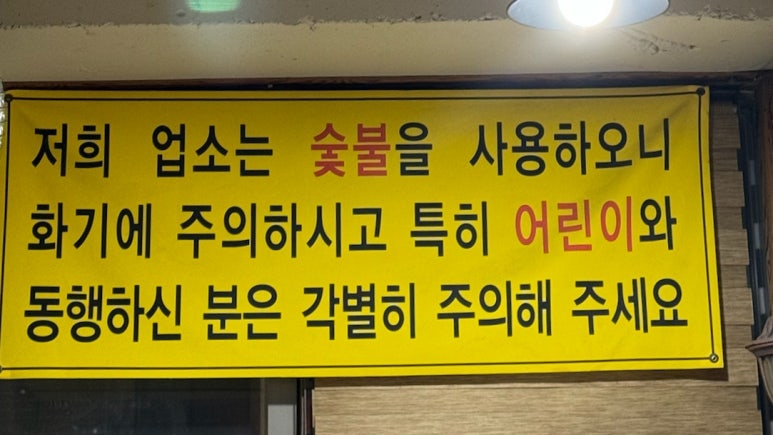 저희 업소는 숯불을 사용하오니
화기에 주의하시고 특히 어린이와
동행하신 분은 각별히 주의해 주세요